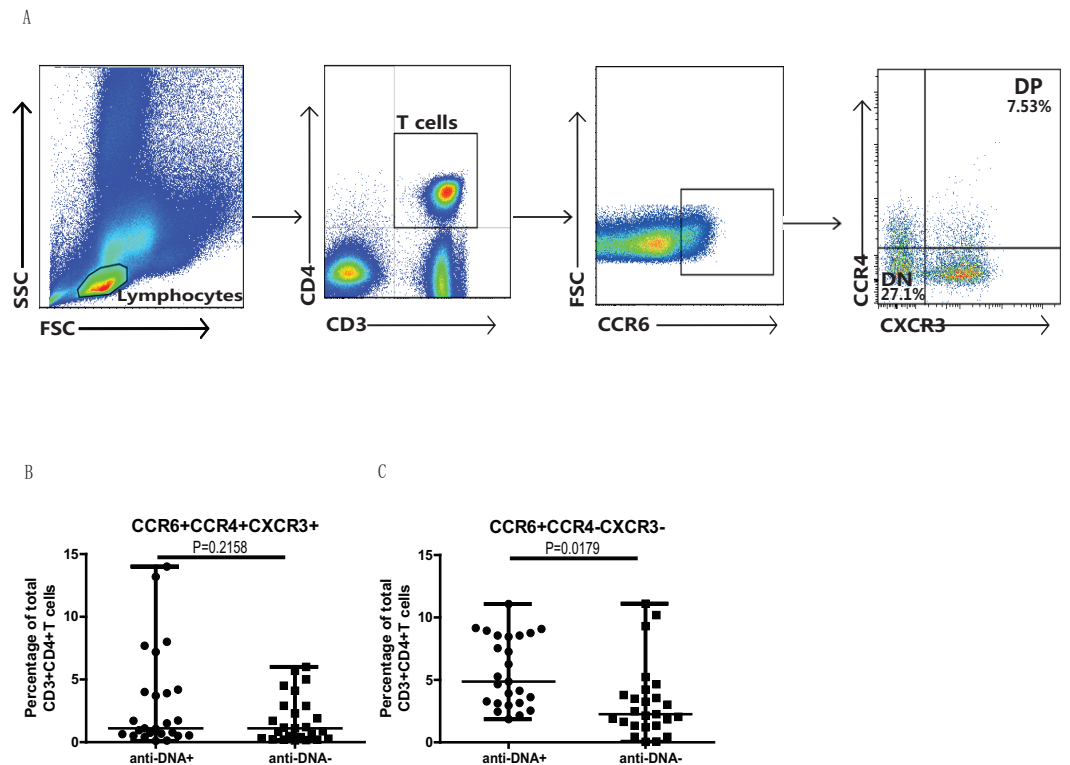 A
SSC
Lymphocytes
FSC
CD4
T cells
CD3
FSC
CCR6
CCR4
DP
7.53%
DN
27.1%
CXCR3
B
CCR6+CCR4+CXCR3+
P=0.2158
Percentage of total
CD3+CD4+T cells
15
10
5
0
anti-DNA+
anti-DNA-
C
CCR6+CCR4-CXCR3-
P=0.0179
Percentage of total
CD3+CD4+T cells
15
10
5
0
anti-DNA+
anti-DNA-